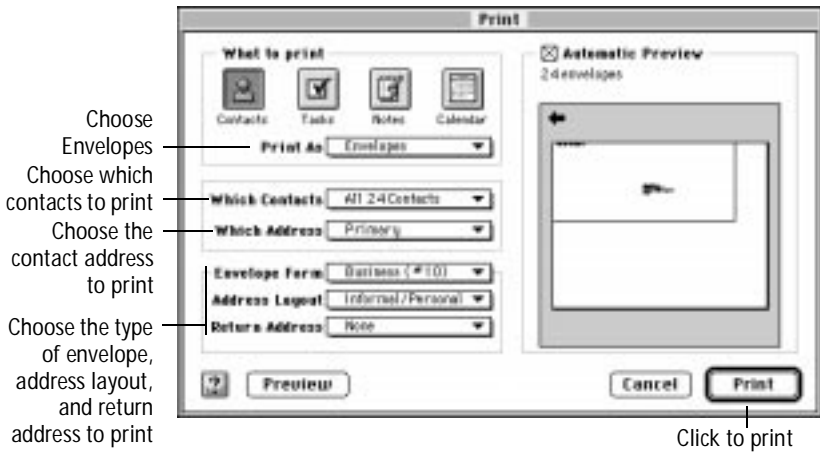 Print
What to print
Contacts
Tasks
Notes
Calendar
Print As Envelopes
Which Contacts All 24 Contacts
Which Address Primary
Envelope Form Business (#10)
Address Layout Informal/Personal
Return Address None
Automatic Preview
24 envelopes
?
Preview
Cancel
Print
Choose
Envelopes
Choose which
contacts to print
Choose the
contact address
to print
Choose the type
of envelope,
address layout,
and return
address to print
Click to print